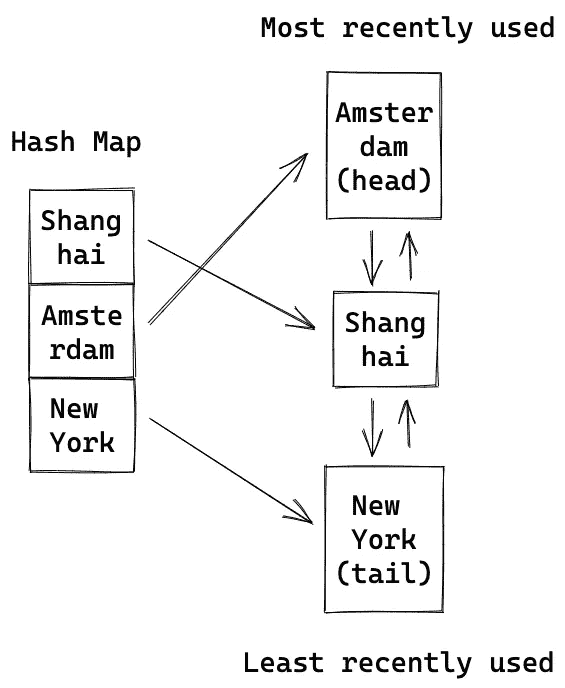 Most recently used
Amster
dam
(head)
Hash Map
Shang
hai
Amste
rdam
New
York
Shang
hai
New
York
(tail)
Least recently used